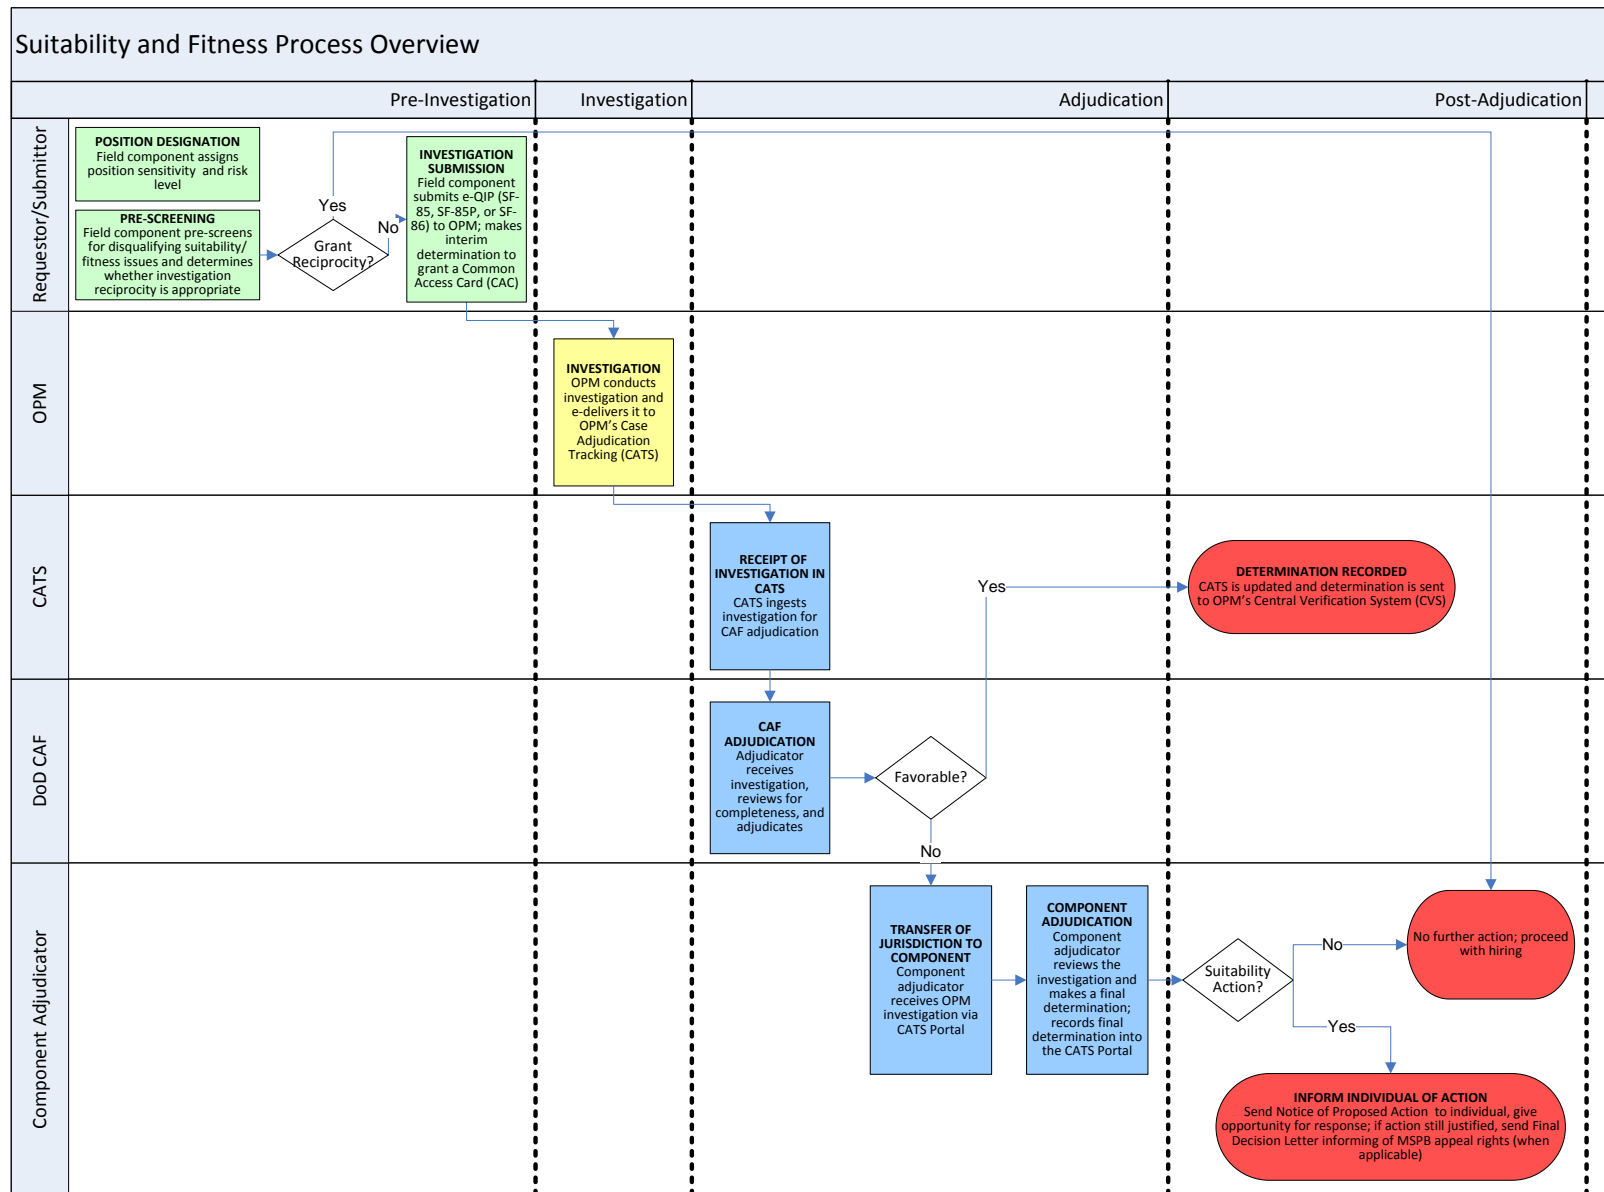 Suitability and Fitness Process Overview
Pre-Investigation
Investigation
Adjudication
Post-Adjudication
Requestor/Submittor
POSITION DESIGNATION
Field component assigns
position sensitivity and risk
level
PRE-SCREENING
Field component pre-screens
for disqualifying suitability/
fitness issues and determines
whether investigation
reciprocity is appropriate
Yes
Grant
Reciprocity?
No
INVESTIGATION
SUBMISSION
Field component
submits e-QIP (SF-
85, SF-85P, or SF-
86) to OPM; makes
interim
determination to
grant a Common
Access Card (CAC)
OPM
INVESTIGATION
OPM conducts
investigation and
e-delivers it to
OPM's Case
Adjudication
Tracking (CATS)
CATS
RECEIPT OF
INVESTIGATION IN
CATS
CATS ingests
investigation for
CAF adjudication
Yes
DETERMINATION RECORDED
CATS is updated and determination is sent
to OPM's Central Verification System (CVS)
DoD CAF
CAF
ADJUDICATION
Adjudicator
receives
investigation,
reviews for
completeness, and
adjudicates
Favorable?
No
Component Adjudicator
TRANSFER OF
JURISDICTION TO
COMPONENT
Component
adjudicator
receives OPM
investigation via
CATS Portal
COMPONENT
ADJUDICATION
Component
adjudicator
reviews the
investigation and
makes a final
determination;
records final
determination into
the CATS Portal
Suitability
Action?
No
No further action; proceed
with hiring
Yes
INFORM INDIVIDUAL OF ACTION
Send Notice of Proposed Action to individual, give
opportunity for response; if action still justified, send Final
Decision Letter informing of MSPB appeal rights (when
applicable)